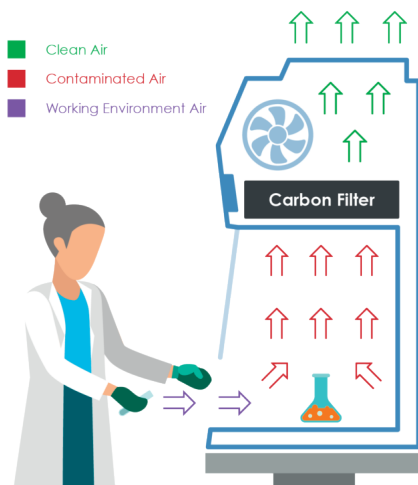 Clean Air
Contaminated Air
Working Environment Air
Carbon Filter